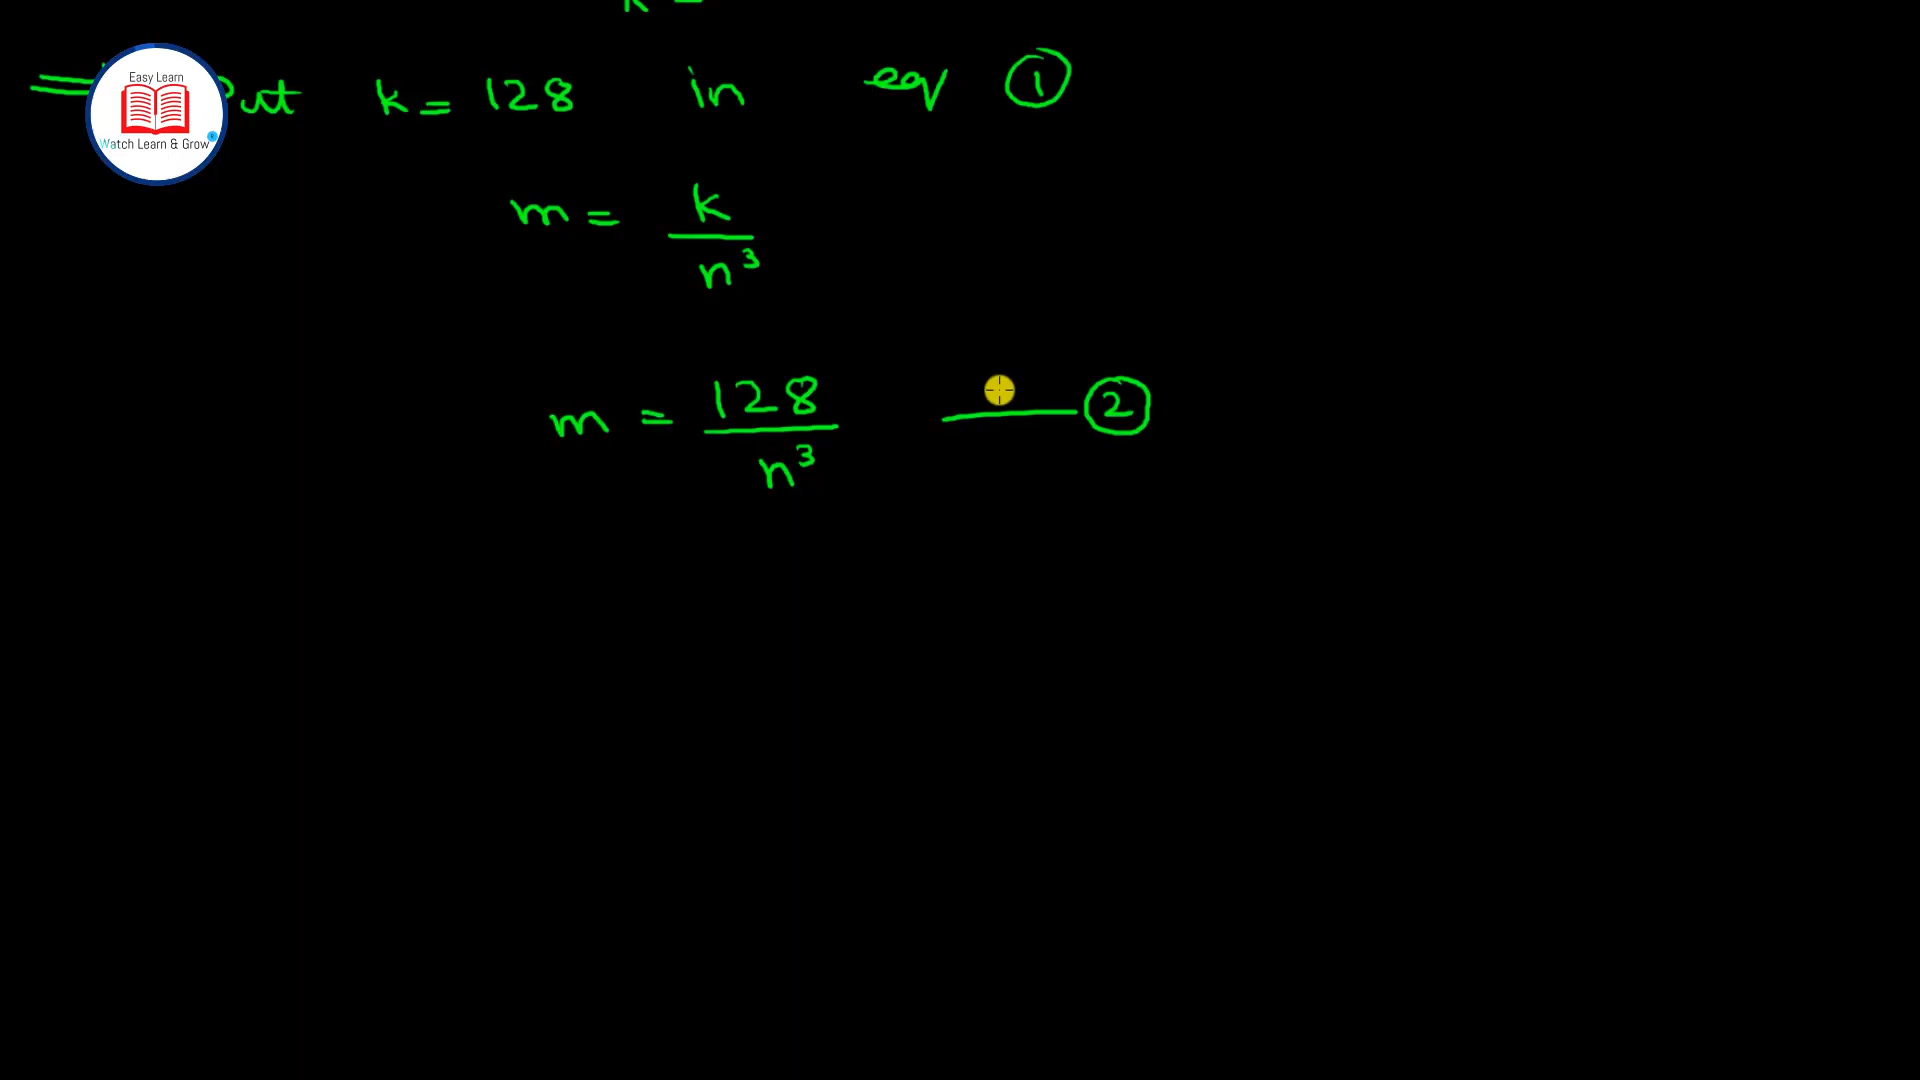 k =
Put k = 128 in eq ①
Easy Learn
Watch Learn & Grow
m = k / n³
m = 128 / n³ —— ②